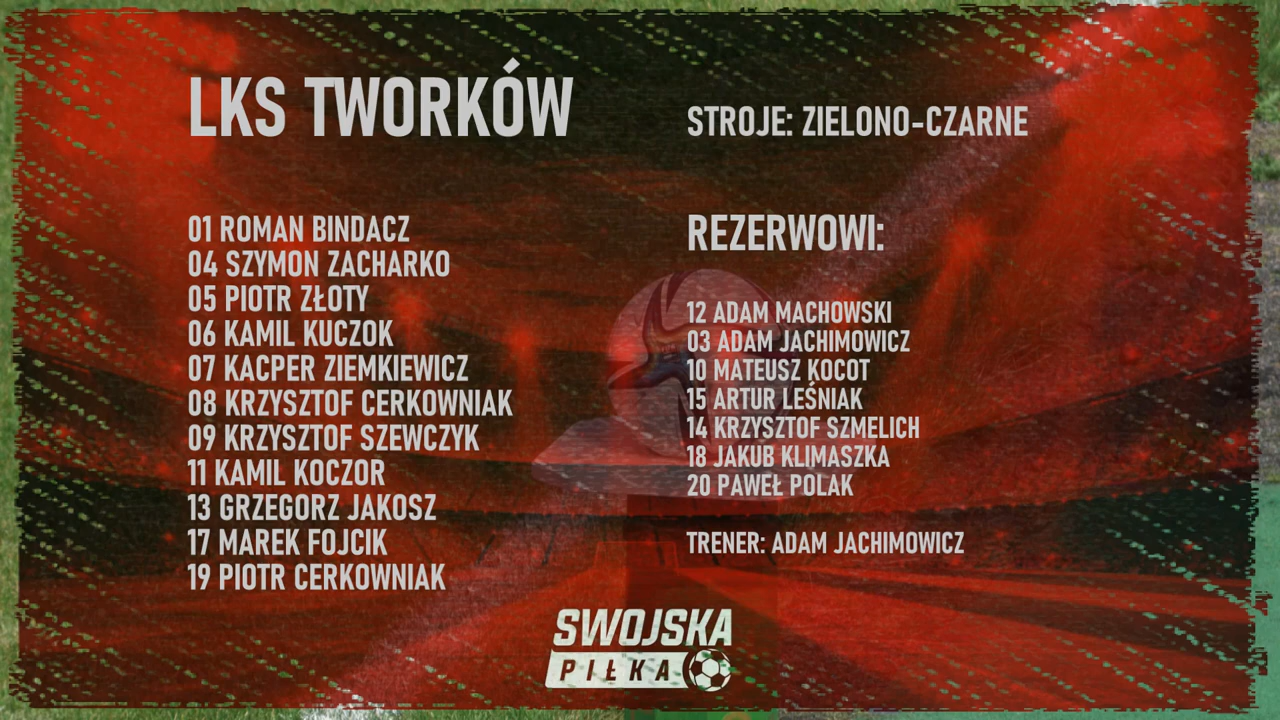 LKS TWORKÓW
STROJE: ZIELONO-CZARNE
01 ROMAN BINDACZ
04 SZYMON ZACHARKO
05 PIOTR ZŁOTY
06 KAMIL KUCZOK
07 KACPER ZIEMKIEWICZ
08 KRZYSZTOF CERKOWNIAK
09 KRZYSZTOF SZEWCZYK
11 KAMIL KOCZOR
13 GRZEGORZ JAKOSZ
17 MAREK FOJCIK
19 PIOTR CERKOWNIAK
REZERWOWI:
12 ADAM MACHOWSKI
03 ADAM JACHIMOWICZ
10 MATEUSZ KOCOT
15 ARTUR LEŚNIAK
14 KRZYSZTOF SZMELICH
18 JAKUB KLIMASZKA
20 PAWEŁ POLAK
TRENER: ADAM JACHIMOWICZ
SWOJSKA
PIŁKA